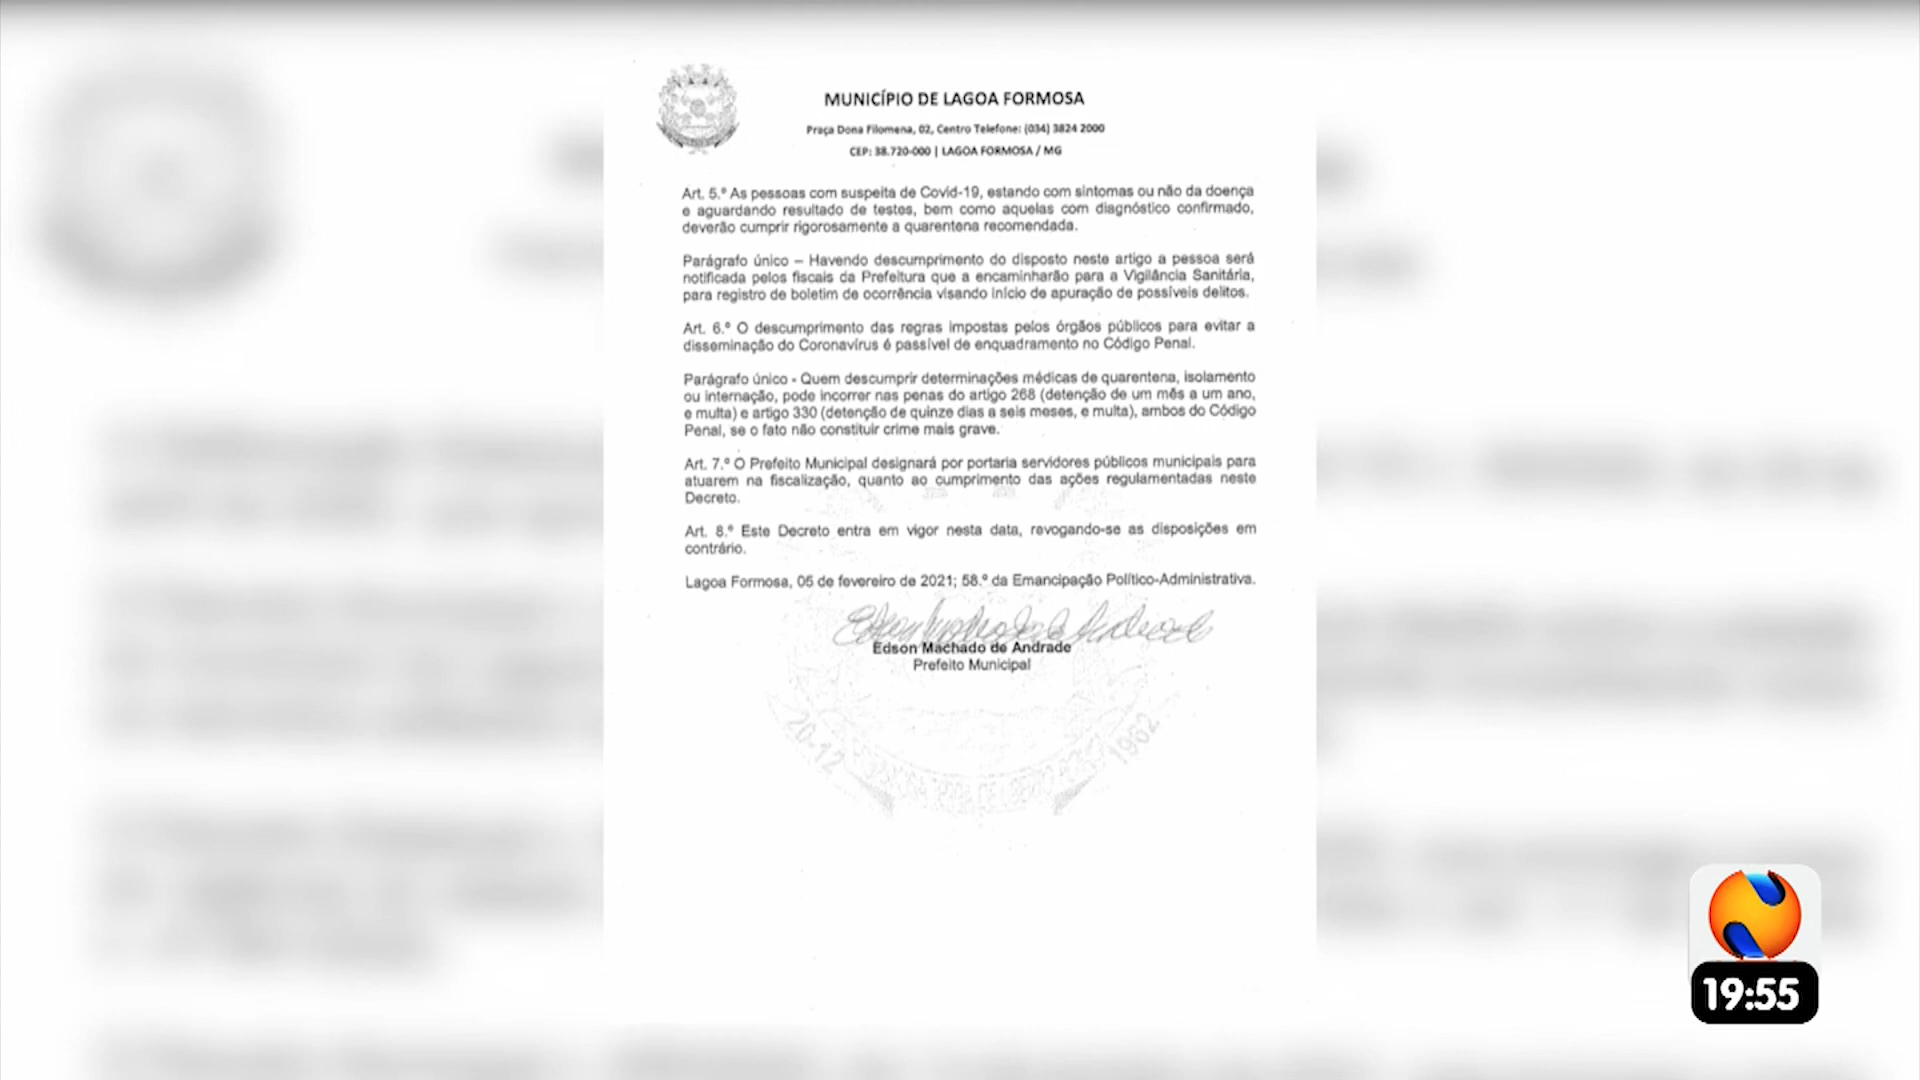 MUNICÍPIO DE LAGOA FORMOSA
Praça Dona Filomena, 02, Centro Telefone: (034) 3824 2000
CEP: 38.720-000 | LAGOA FORMOSA / MG
Art. 5.º As pessoas com suspeita de Covid-19, estando com sintomas ou não da doença
e aguardando resultado de testes, bem como aquelas com diagnóstico confirmado,
deverão cumprir rigorosamente a quarentena recomendada.
Parágrafo único – Havendo descumprimento do disposto neste artigo a pessoa será
notificada pelos fiscais da Prefeitura que a encaminharão para a Vigilância Sanitária,
para registro de boletim de ocorrência visando início de apuração de possíveis delitos.
Art. 6.º O descumprimento das regras impostas pelos órgãos públicos para evitar a
disseminação do Coronavírus é passível de enquadramento no Código Penal.
Parágrafo único - Quem descumprir determinações médicas de quarentena, isolamento
ou internação, pode incorrer nas penas do artigo 268 (detenção de um mês a um ano,
e multa) e artigo 330 (detenção de quinze dias a seis meses, e multa), ambos do Código
Penal, se o fato não constituir crime mais grave.
Art. 7.º O Prefeito Municipal designará por portaria servidores públicos municipais para
atuarem na fiscalização, quanto ao cumprimento das ações regulamentadas neste
Decreto.
Art. 8.º Este Decreto entra em vigor nesta data, revogando-se as disposições em
contrário.
Lagoa Formosa, 05 de fevereiro de 2021; 58.º da Emancipação Político-Administrativa.
Edson Machado de Andrade
Edson Machado de Andrade
Prefeito Municipal
20-12
1962
19:55